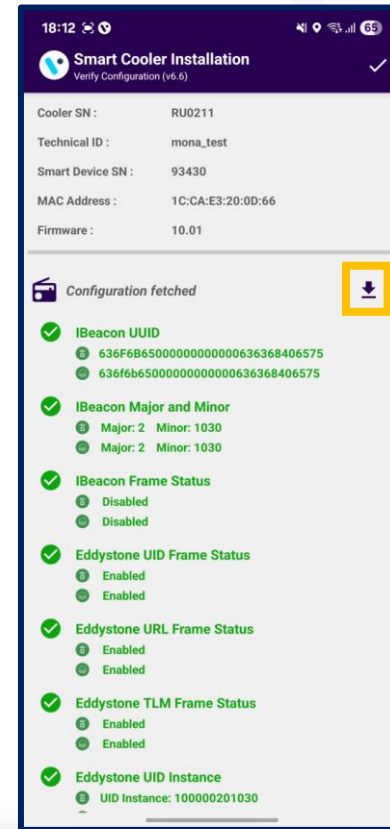 18:12
65
Smart Cooler Installation
Verify Configuration (v6.6)
Cooler SN : RU0211
Technical ID : mona_test
Smart Device SN : 93430
MAC Address : 1C:CA:E3:20:0D:66
Firmware : 10.01
Configuration fetched
IBeacon UUID
636F6B65000000000000636368406575
636f6b65000000000000636368406575
IBeacon Major and Minor
Major: 2 Minor: 1030
Major: 2 Minor: 1030
IBeacon Frame Status
Disabled
Disabled
Eddystone UID Frame Status
Enabled
Enabled
Eddystone URL Frame Status
Enabled
Enabled
Eddystone TLM Frame Status
Enabled
Enabled
Eddystone UID Instance
UID Instance: 100000201030